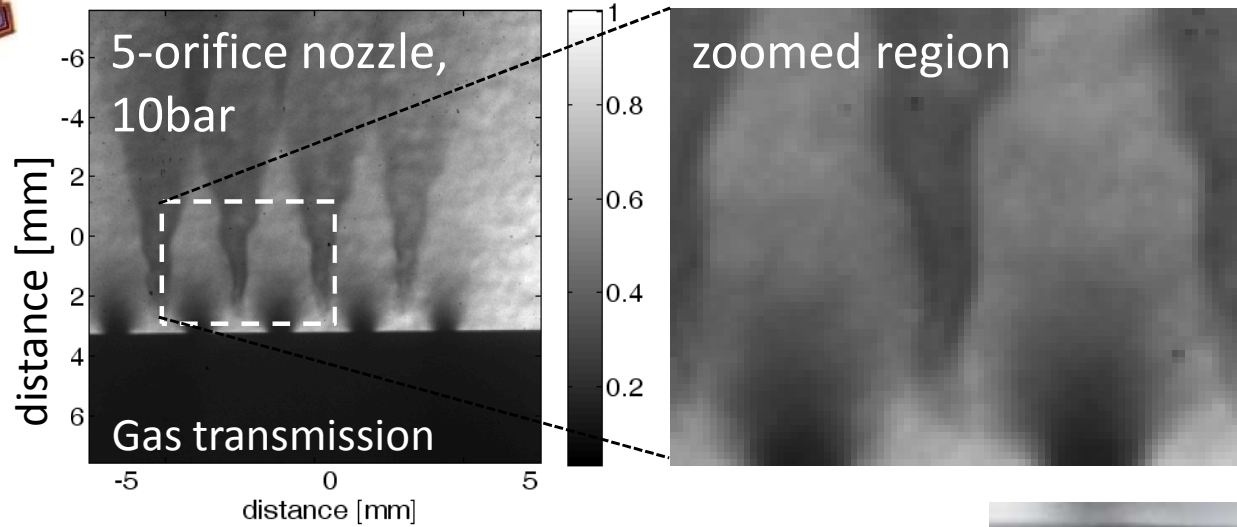 5-orifice nozzle,
10bar
Gas transmission
distance [mm]
-6
-4
2
0
2
4
6
-5
0
5
distance [mm]
1
0.8
0.6
0.4
0.2
zoomed region